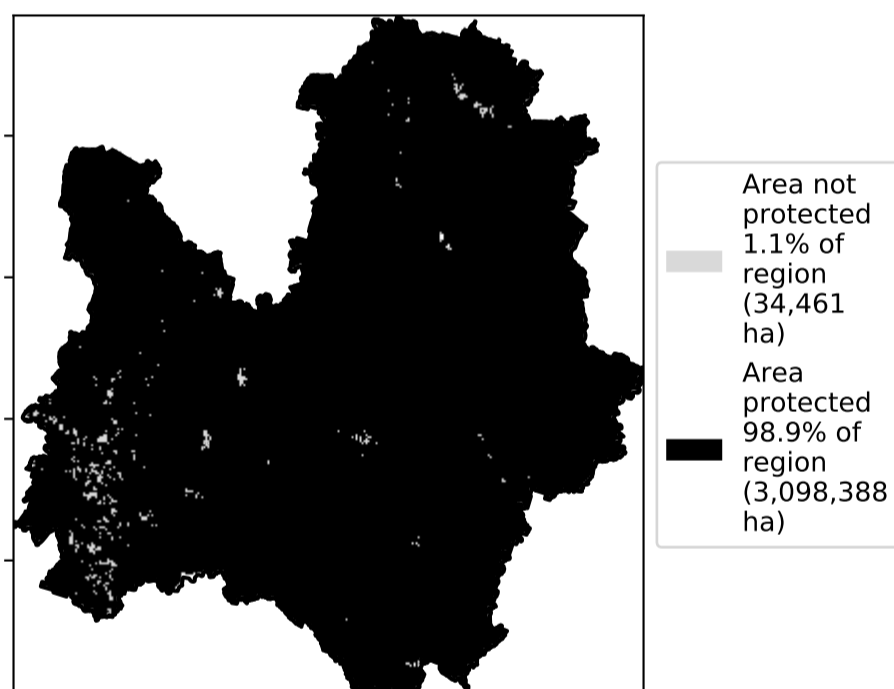 Area not
protected
1.1% of
region
(34,461
ha)
Area
protected
98.9% of
region
(3,098,388
ha)